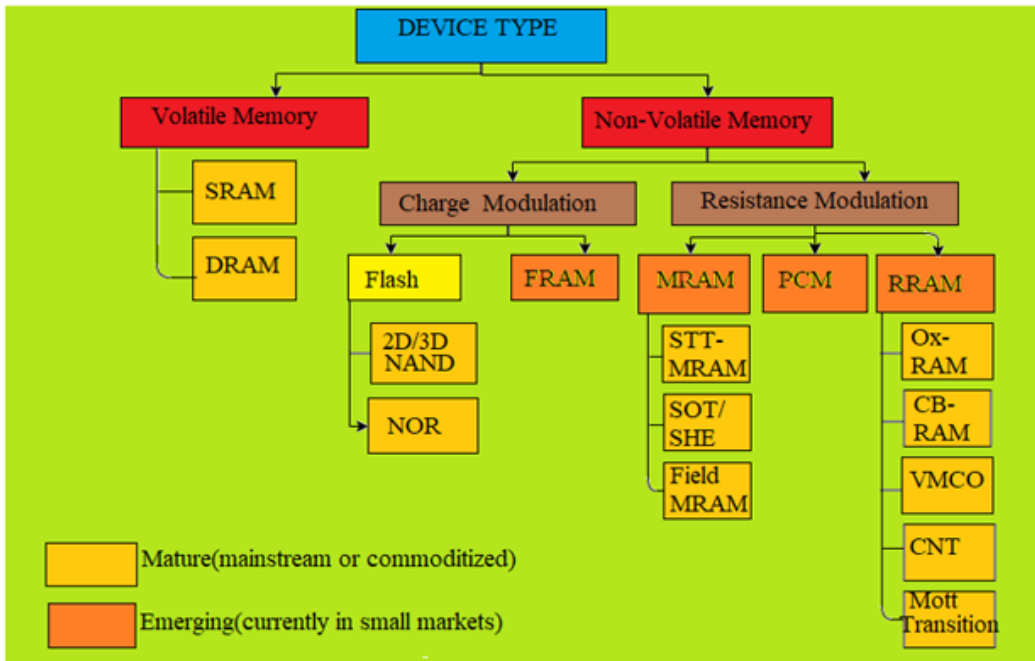 DEVICE TYPE
Volatile Memory
Non-Volatile Memory
SRAM
DRAM
Charge Modulation
Resistance Modulation
Flash
FRAM
MRAM
PCM
RRAM
2D/3D
NAND
NOR
STT-
MRAM
SOT/
SHE
Field
MRAM
Ox-
RAM
CB-
RAM
VMCO
CNT
Mott
Transition
Mature(mainstream or commoditized)
Emerging(currently in small markets)